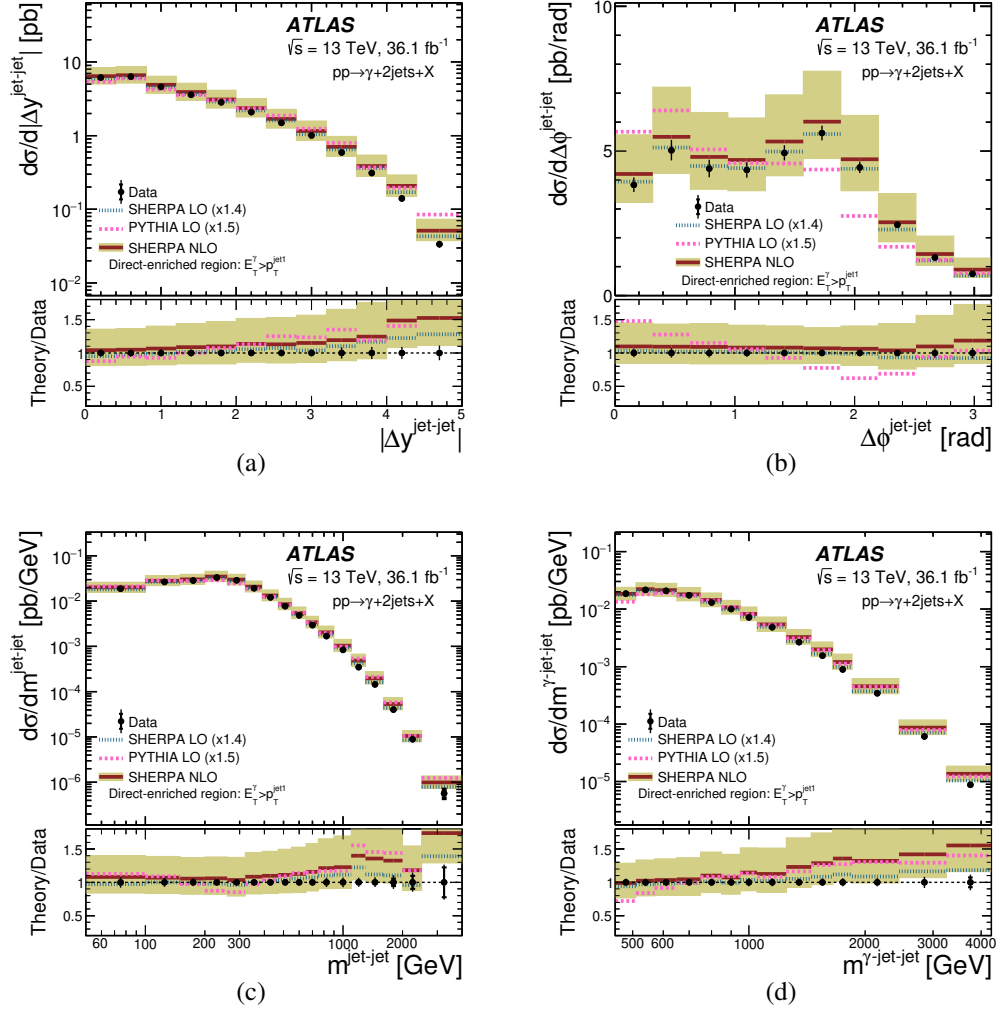 ATLAS
√s = 13 TeV, 36.1 fb⁻¹
pp→γ+2jets+X
dσ/d|Δy^jet-jet| [pb]
10
1
10⁻¹
10⁻²
Data
SHERPA LO (x1.4)
PYTHIA LO (x1.5)
SHERPA NLO
Direct-enriched region: E_T^γ>p_T^jet1
Theory/Data
1.5
1
0.5
0 1 2 3 4 5
|Δy^jet-jet|
(a)
ATLAS
√s = 13 TeV, 36.1 fb⁻¹
pp→γ+2jets+X
dσ/dΔφ^jet-jet [pb/rad]
10
5
0
Data
SHERPA LO (x1.4)
PYTHIA LO (x1.5)
SHERPA NLO
Direct-enriched region: E_T^γ>p_T^jet1
Theory/Data
1.5
1
0.5
0 1 2 3
Δφ^jet-jet [rad]
(b)
ATLAS
√s = 13 TeV, 36.1 fb⁻¹
pp→γ+2jets+X
dσ/dm^jet-jet [pb/GeV]
10⁻¹
10⁻²
10⁻³
10⁻⁴
10⁻⁵
10⁻⁶
Data
SHERPA LO (x1.4)
PYTHIA LO (x1.5)
SHERPA NLO
Direct-enriched region: E_T^γ>p_T^jet1
Theory/Data
1.5
1
0.5
60 100 200 300 1000 2000
m^jet-jet [GeV]
(c)
ATLAS
√s = 13 TeV, 36.1 fb⁻¹
pp→γ+2jets+X
dσ/dm^γ-jet-jet [pb/GeV]
10⁻¹
10⁻²
10⁻³
10⁻⁴
10⁻⁵
Data
SHERPA LO (x1.4)
PYTHIA LO (x1.5)
SHERPA NLO
Direct-enriched region: E_T^γ>p_T^jet1
Theory/Data
1.5
1
0.5
500 600 1000 2000 3000 4000
m^γ-jet-jet [GeV]
(d)